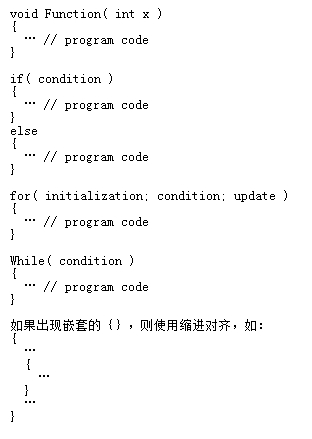 void Function( int x )
{
  … // program code
}
if( condition )
{
  … // program code
}
else
{
  … // program code
}
for( initialization; condition; update )
{
  … // program code
}
While( condition )
{
  … // program code
}
如果出现嵌套的｛｝，则使用缩进对齐，如：
{
  …
  {
    …
  }
  …
}